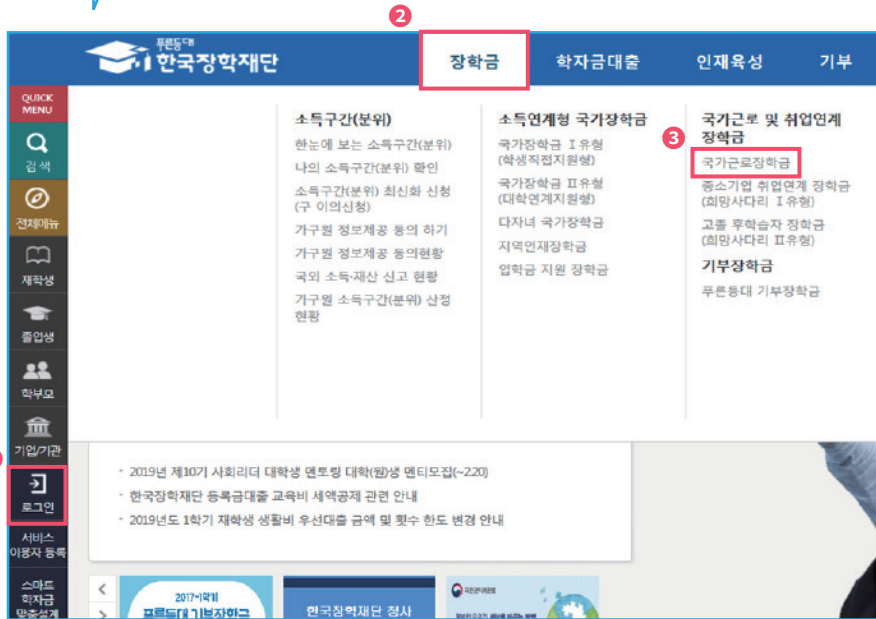 2
푸른등대
한국장학재단
장학금
학자금대출
인재육성
기부
QUICK
MENU
검색
전체메뉴
재학생
졸업생
학부모
기업/기관
로그인
서비스
이용자 등록
스마트
학자금
맞춤설계
소득구간(분위)
한눈에 보는 소득구간(분위)
나의 소득구간(분위) 확인
소득구간(분위) 최신화 신청
(구 이의신청)
가구원 정보제공 동의 하기
가구원 정보제공 동의현황
국외 소득·재산 신고 현황
가구원 소득구간(분위) 산정
현황
소득연계형 국가장학금
국가장학금 Ⅰ유형
(학생직접지원형)
국가장학금 Ⅱ유형
(대학연계지원형)
다자녀 국가장학금
지역인재장학금
입학금 지원 장학금
국가근로 및 취업연계
장학금
3
국가근로장학금
중소기업 취업연계 장학금
(희망사다리 Ⅰ유형)
고졸 후학습자 장학금
(희망사다리 Ⅱ유형)
기부장학금
푸른등대 기부장학금
- 2019년 제10기 사회리더 대학생 멘토링 대학(원)생 멘티모집(~2.20)
- 한국장학재단 등록금대출 교육비 세액공제 관련 안내
- 2019년도 1학기 재학생 생활비 우선대출 금액 및 횟수 한도 변경 안내
2017-1학기
푸른등대 기부장학금
한국장학재단 청사